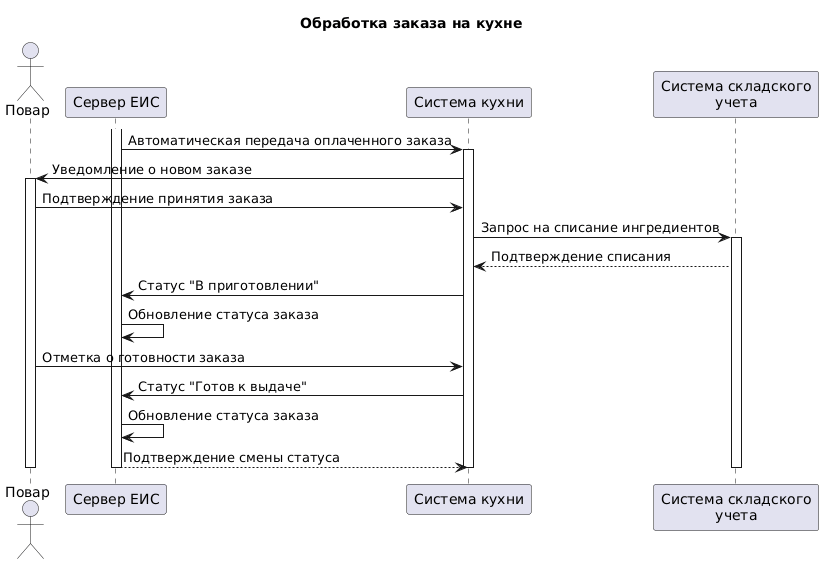 Обработка заказа на кухне
Повар
Сервер ЕИС
Система кухни
Система складского
учета
Автоматическая передача оплаченного заказа
Уведомление о новом заказе
Подтверждение принятия заказа
Запрос на списание ингредиентов
Подтверждение списания
Статус "В приготовлении"
Обновление статуса заказа
Отметка о готовности заказа
Статус "Готов к выдаче"
Обновление статуса заказа
Подтверждение смены статуса
Повар
Сервер ЕИС
Система кухни
Система складского
учета